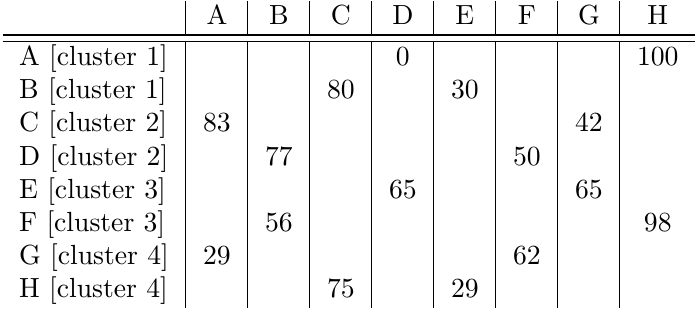 A B C D E F G H
A [cluster 1] 0 100
B [cluster 1] 80 30
C [cluster 2] 83 42
D [cluster 2] 77 50
E [cluster 3] 65 65
F [cluster 3] 56 98
G [cluster 4] 29 62
H [cluster 4] 75 29